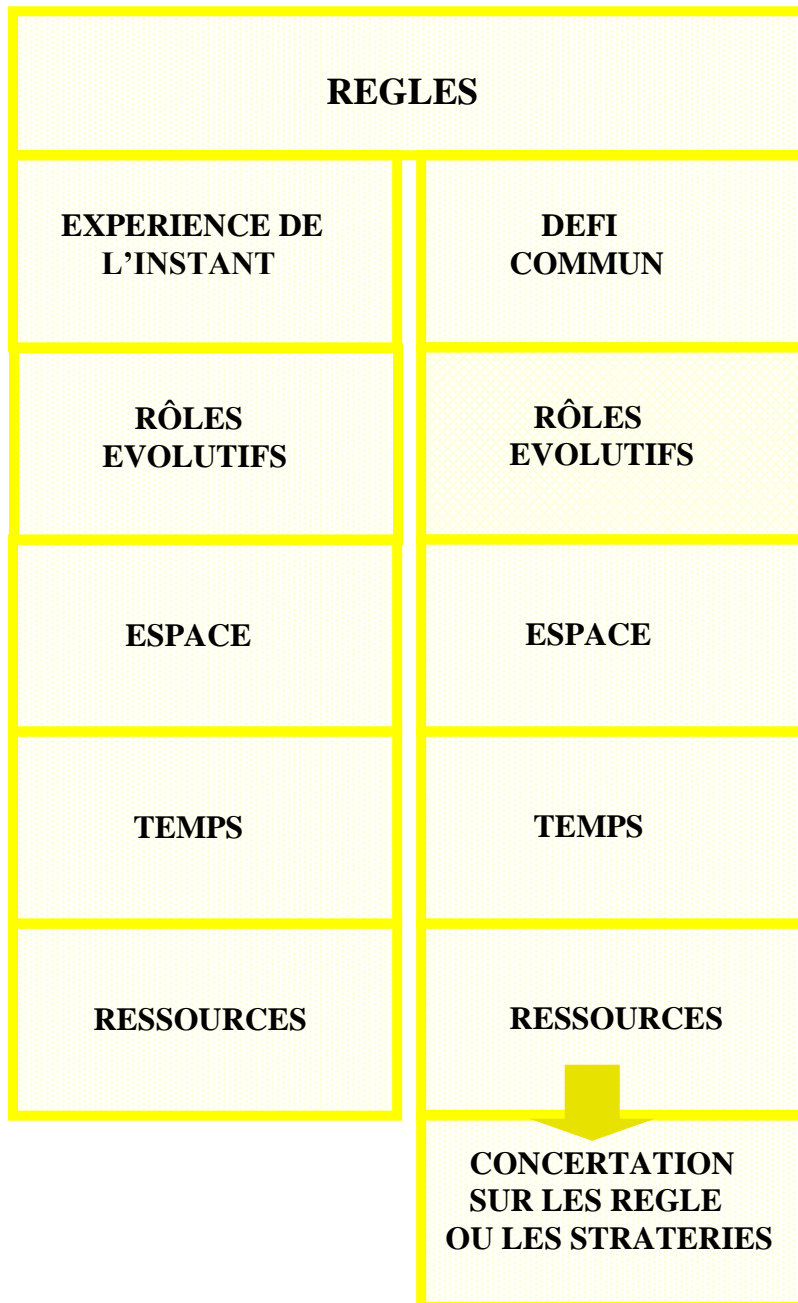 REGLES
EXPERIENCE DE
L’INSTANT
DEFI
COMMUN
RÔLES
EVOLUTIFS
RÔLES
EVOLUTIFS
ESPACE
ESPACE
TEMPS
TEMPS
RESSOURCES
RESSOURCES
CONCERTATION
SUR LES REGLE
OU LES STRATERIES